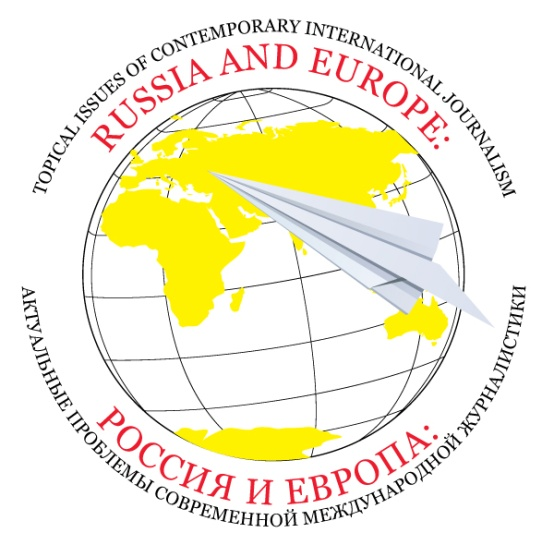 TOPICAL ISSUES OF CONTEMPORARY INTERNATIONAL JOURNALISM
RUSSIA AND EUROPE:
РОССИЯ И ЕВРОПА:
АКТУАЛЬНЫЕ ПРОБЛЕМЫ СОВРЕМЕННОЙ МЕЖДУНАРОДНОЙ ЖУРНАЛИСТИКИ